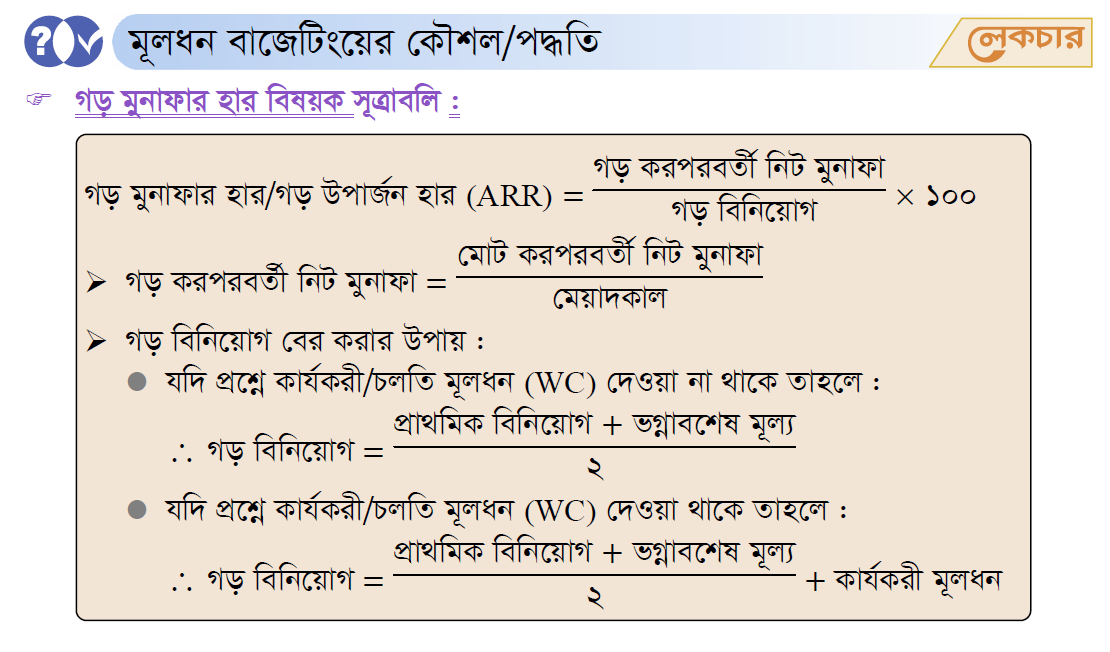 মূলধন বাজেটিংয়ের কৌশল/পদ্ধতি
লেকচার
গড় মুনাফার হার বিষয়ক সূত্রাবলি :
গড় মুনাফার হার/গড় উপার্জন হার (ARR) = গড় করপরবর্তী নিট মুনাফা / গড় বিনিয়োগ × ১০০
➢ গড় করপরবর্তী নিট মুনাফা = মোট করপরবর্তী নিট মুনাফা / মেয়াদকাল
➢ গড় বিনিয়োগ বের করার উপায় :
● যদি প্রশ্নে কার্যকরী/চলতি মূলধন (WC) দেওয়া না থাকে তাহলে :
∴ গড় বিনিয়োগ = প্রাথমিক বিনিয়োগ + ভগ্নাবশেষ মূল্য / ২
● যদি প্রশ্নে কার্যকরী/চলতি মূলধন (WC) দেওয়া থাকে তাহলে :
∴ গড় বিনিয়োগ = প্রাথমিক বিনিয়োগ + ভগ্নাবশেষ মূল্য / ২ + কার্যকরী মূলধন